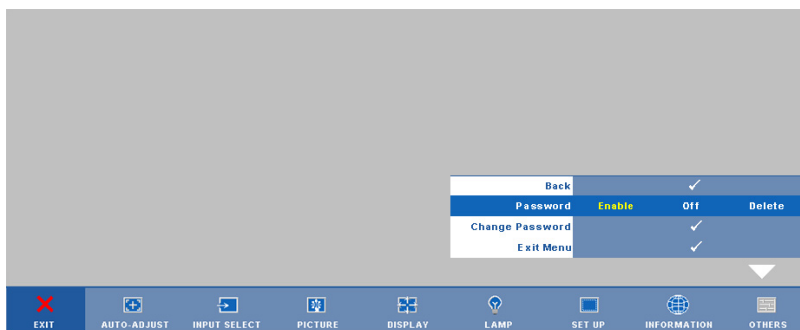 Back
Password Enable Off Delete
Change Password
Exit Menu
EXIT AUTO-ADJUST INPUT SELECT PICTURE DISPLAY LAMP SET UP INFORMATION OTHERS